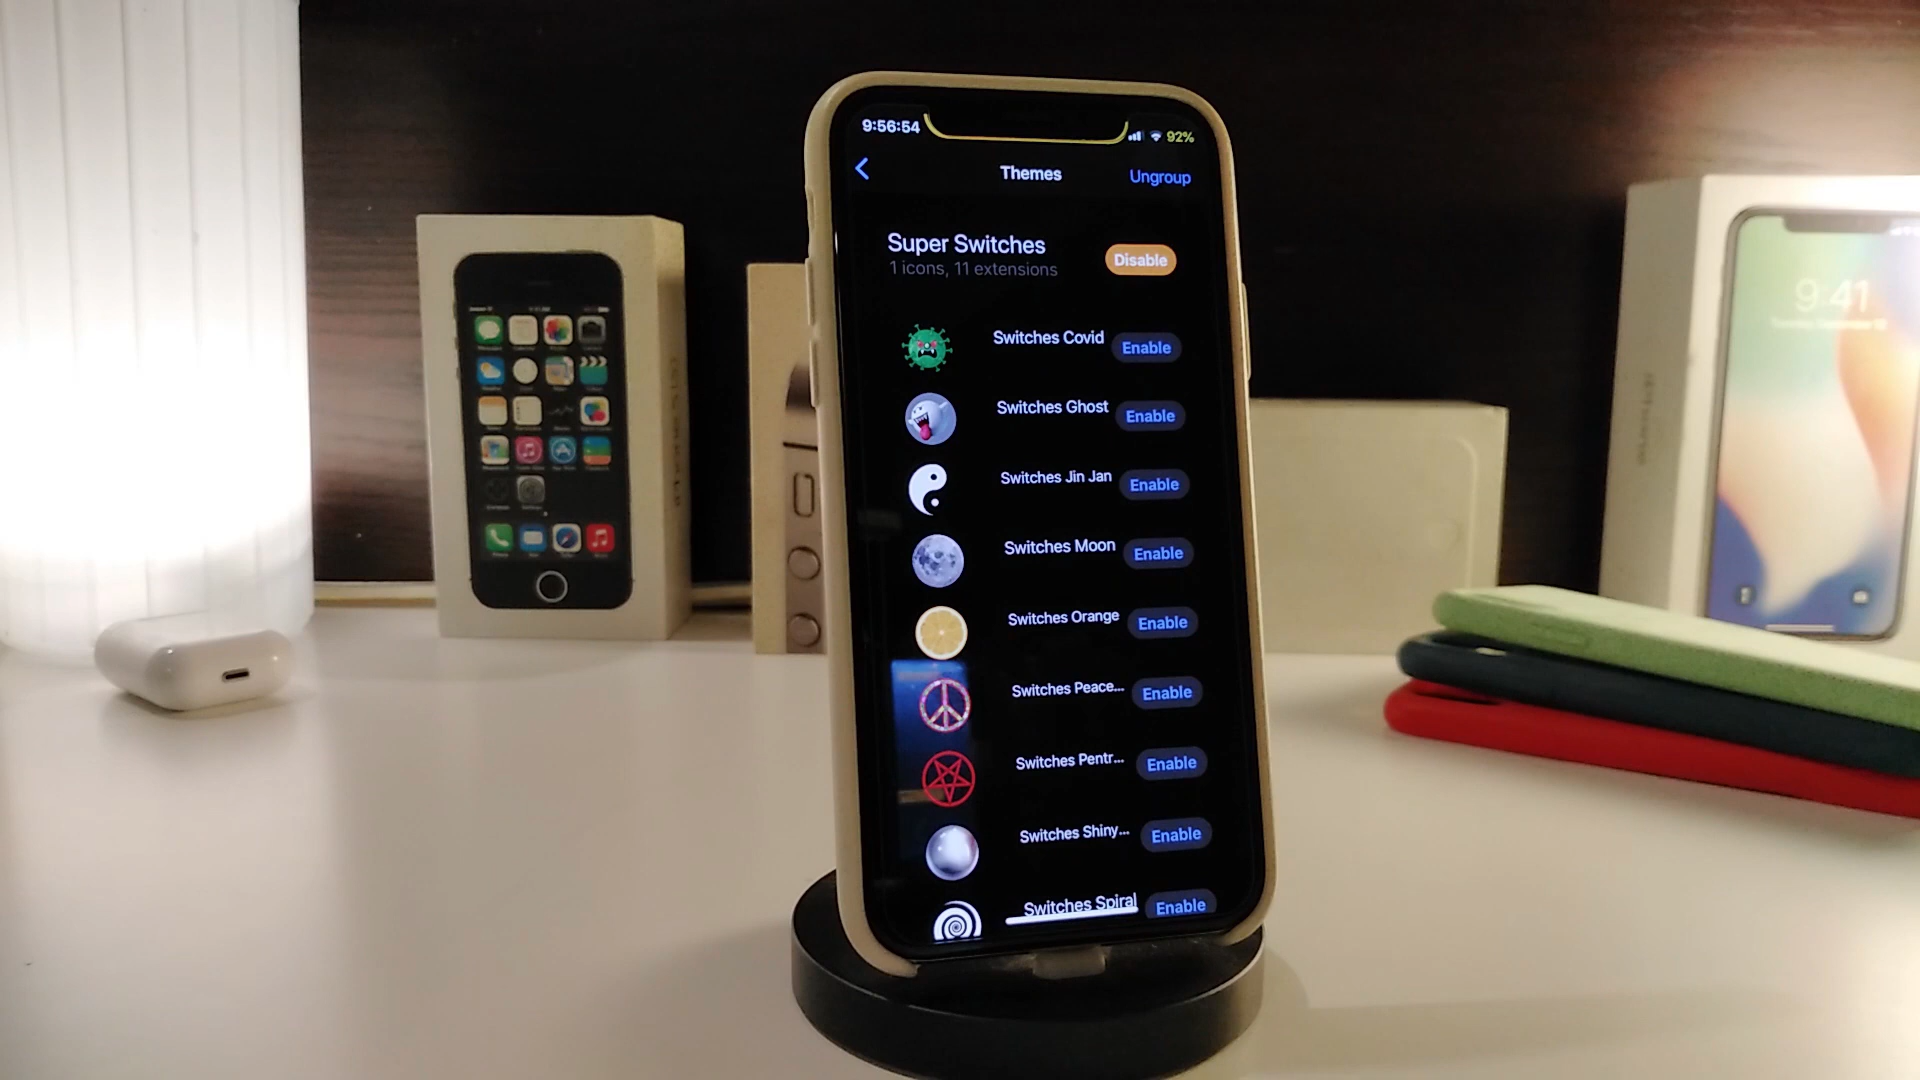 9:56:54
92%
Themes
Ungroup
Super Switches
1 icons, 11 extensions
Disable
Switches Covid
Enable
Switches Ghost
Enable
Switches Jin Jan
Enable
Switches Moon
Enable
Switches Orange
Enable
Switches Peace...
Enable
Switches Pentr...
Enable
Switches Shiny...
Enable
Switches Spiral
Enable
9:41